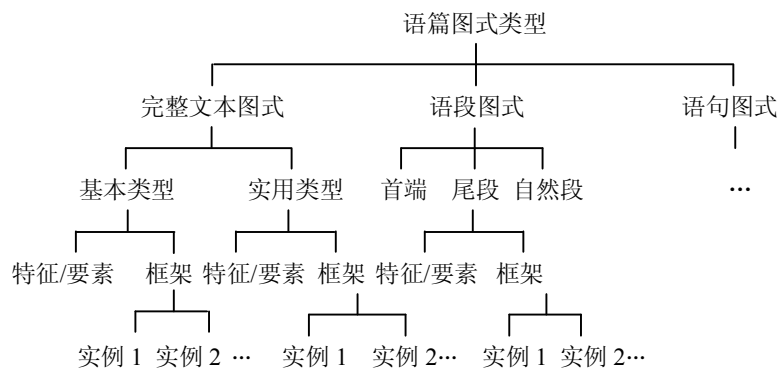 语篇图式类型
完整文本图式 语段图式 语句图式
基本类型 实用类型 首端 尾段 自然段 …
特征/要素 框架 特征/要素 框架 特征/要素 框架
实例 1 实例 2 … 实例 1 实例 2… 实例 1 实例 2…